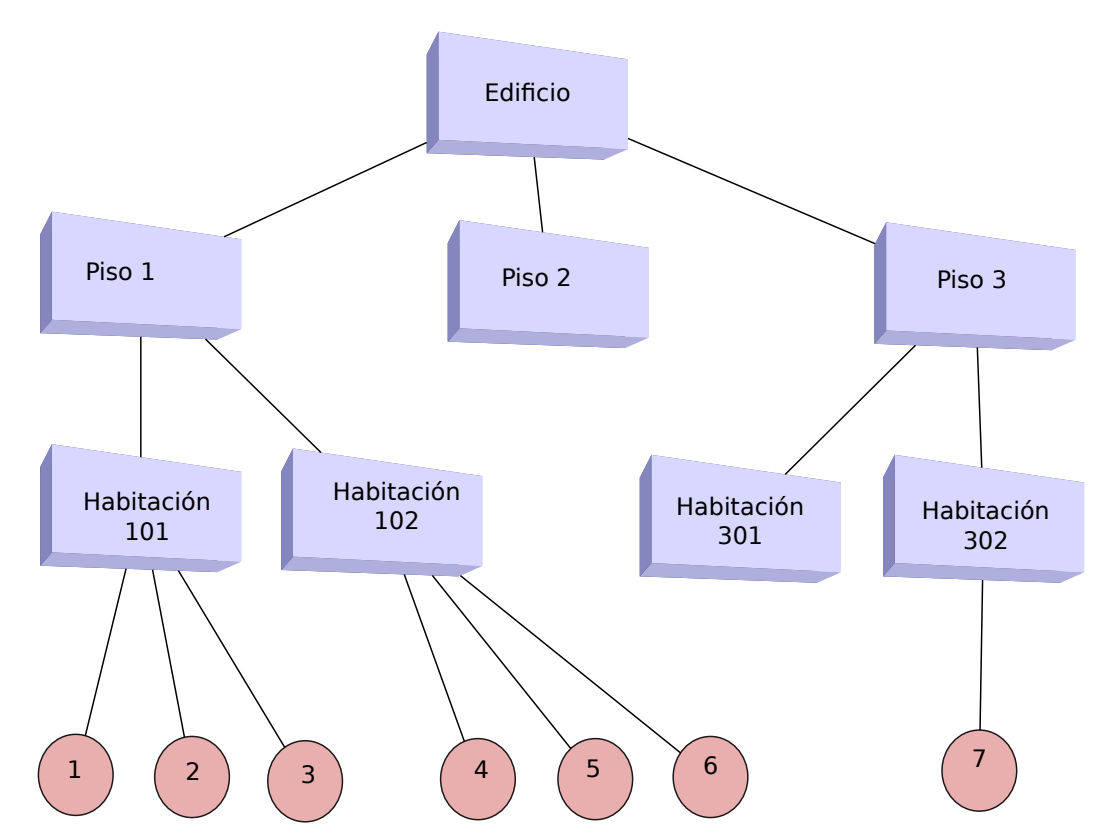 Edificio
Piso 1
Piso 2
Piso 3
Habitación
101
Habitación
102
Habitación
301
Habitación
302
1
2
3
4
5
6
7